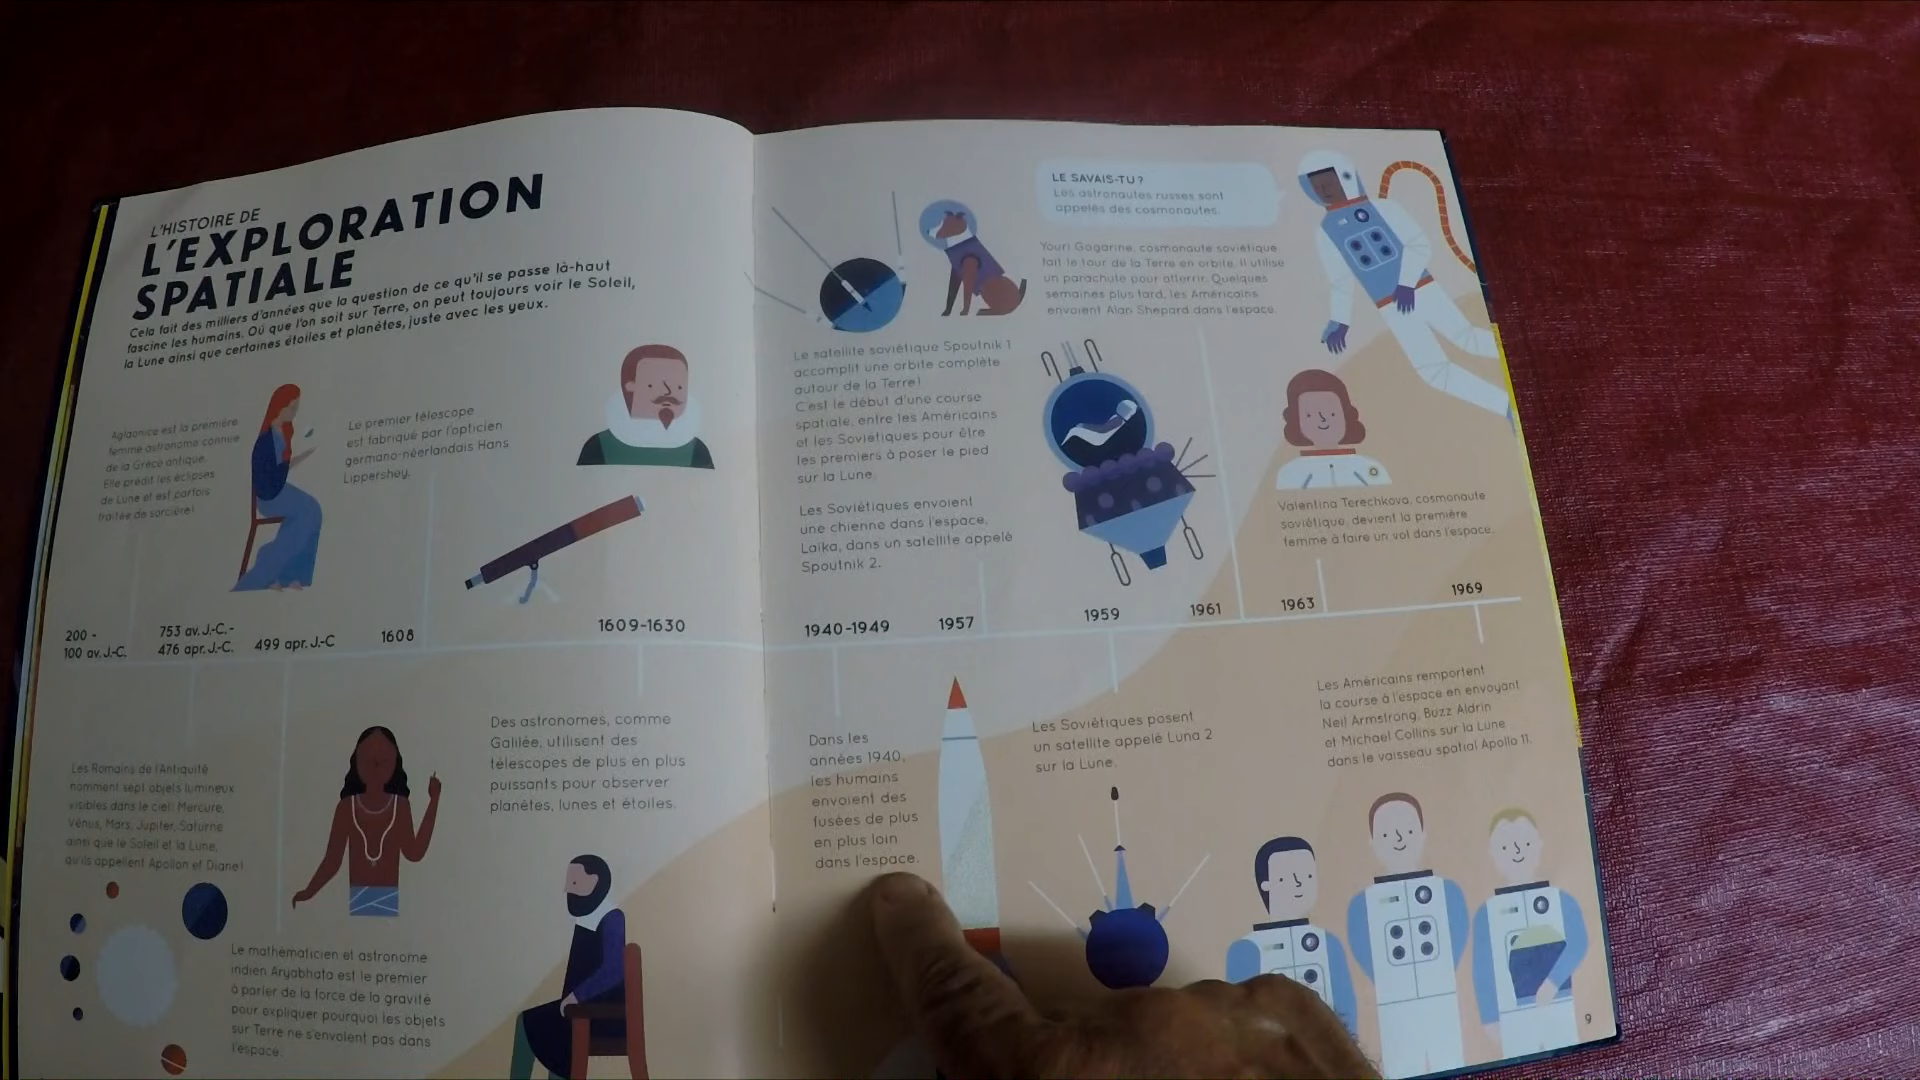 L'HISTOIRE DE
L'EXPLORATION
SPATIALE
Cela fait des milliers d'années que la question de ce qu'il se passe là-haut
fascine les humains. Où que l'on soit sur Terre, on peut toujours voir le Soleil,
la Lune ainsi que certaines étoiles et planètes, juste avec les yeux.
Aglaonice est la première
femme astronome connue
de la Grèce antique.
Elle prédit les éclipses
de Lune et est parfois
traitée de sorcière!
Le premier télescope
est fabriqué par l'opticien
germano-néerlandais Hans
Lippershey.
200 -
100 av. J.-C.
753 av. J.-C. -
476 apr. J.-C.
499 apr. J.-C
1608
1609-1630
Les Romains de l'Antiquité
nomment sept objets lumineux
visibles dans le ciel: Mercure,
Vénus, Mars, Jupiter, Saturne
ainsi que le Soleil et la Lune,
qu'ils appellent Apollon et Diane!
Le mathématicien et astronome
indien Aryabhata est le premier
à parler de la force de la gravité
pour expliquer pourquoi les objets
sur Terre ne s'envolent pas dans
l'espace.
Des astronomes, comme
Galilée, utilisent des
télescopes de plus en plus
puissants pour observer
planètes, lunes et étoiles.
LE SAVAIS-TU?
Les astronautes russes sont
appelés des cosmonautes.
Youri Gagarine, cosmonaute soviétique
fait le tour de la Terre en orbite. Il utilise
un parachute pour atterrir. Quelques
semaines plus tard, les Américains
envoient Alan Shepard dans l'espace.
Le satellite soviétique Spoutnik 1
accomplit une orbite complète
autour de la Terre!
C'est le début d'une course
spatiale, entre les Américains
et les Soviétiques pour être
les premiers à poser le pied
sur la Lune.
Les Soviétiques envoient
une chienne dans l'espace,
Laïka, dans un satellite appelé
Spoutnik 2.
Valentina Terechkova, cosmonaute
soviétique, devient la première
femme à faire un vol dans l'espace.
1940-1949
1957
1959
1961
1963
1969
Dans les
années 1940,
les humains
envoient des
fusées de plus
en plus loin
dans l'espace.
Les Soviétiques posent
un satellite appelé Luna 2
sur la Lune.
Les Américains remportent
la course à l'espace en envoyant
Neil Armstrong, Buzz Aldrin
et Michael Collins sur la Lune
dans le vaisseau spatial Apollo 11.
9